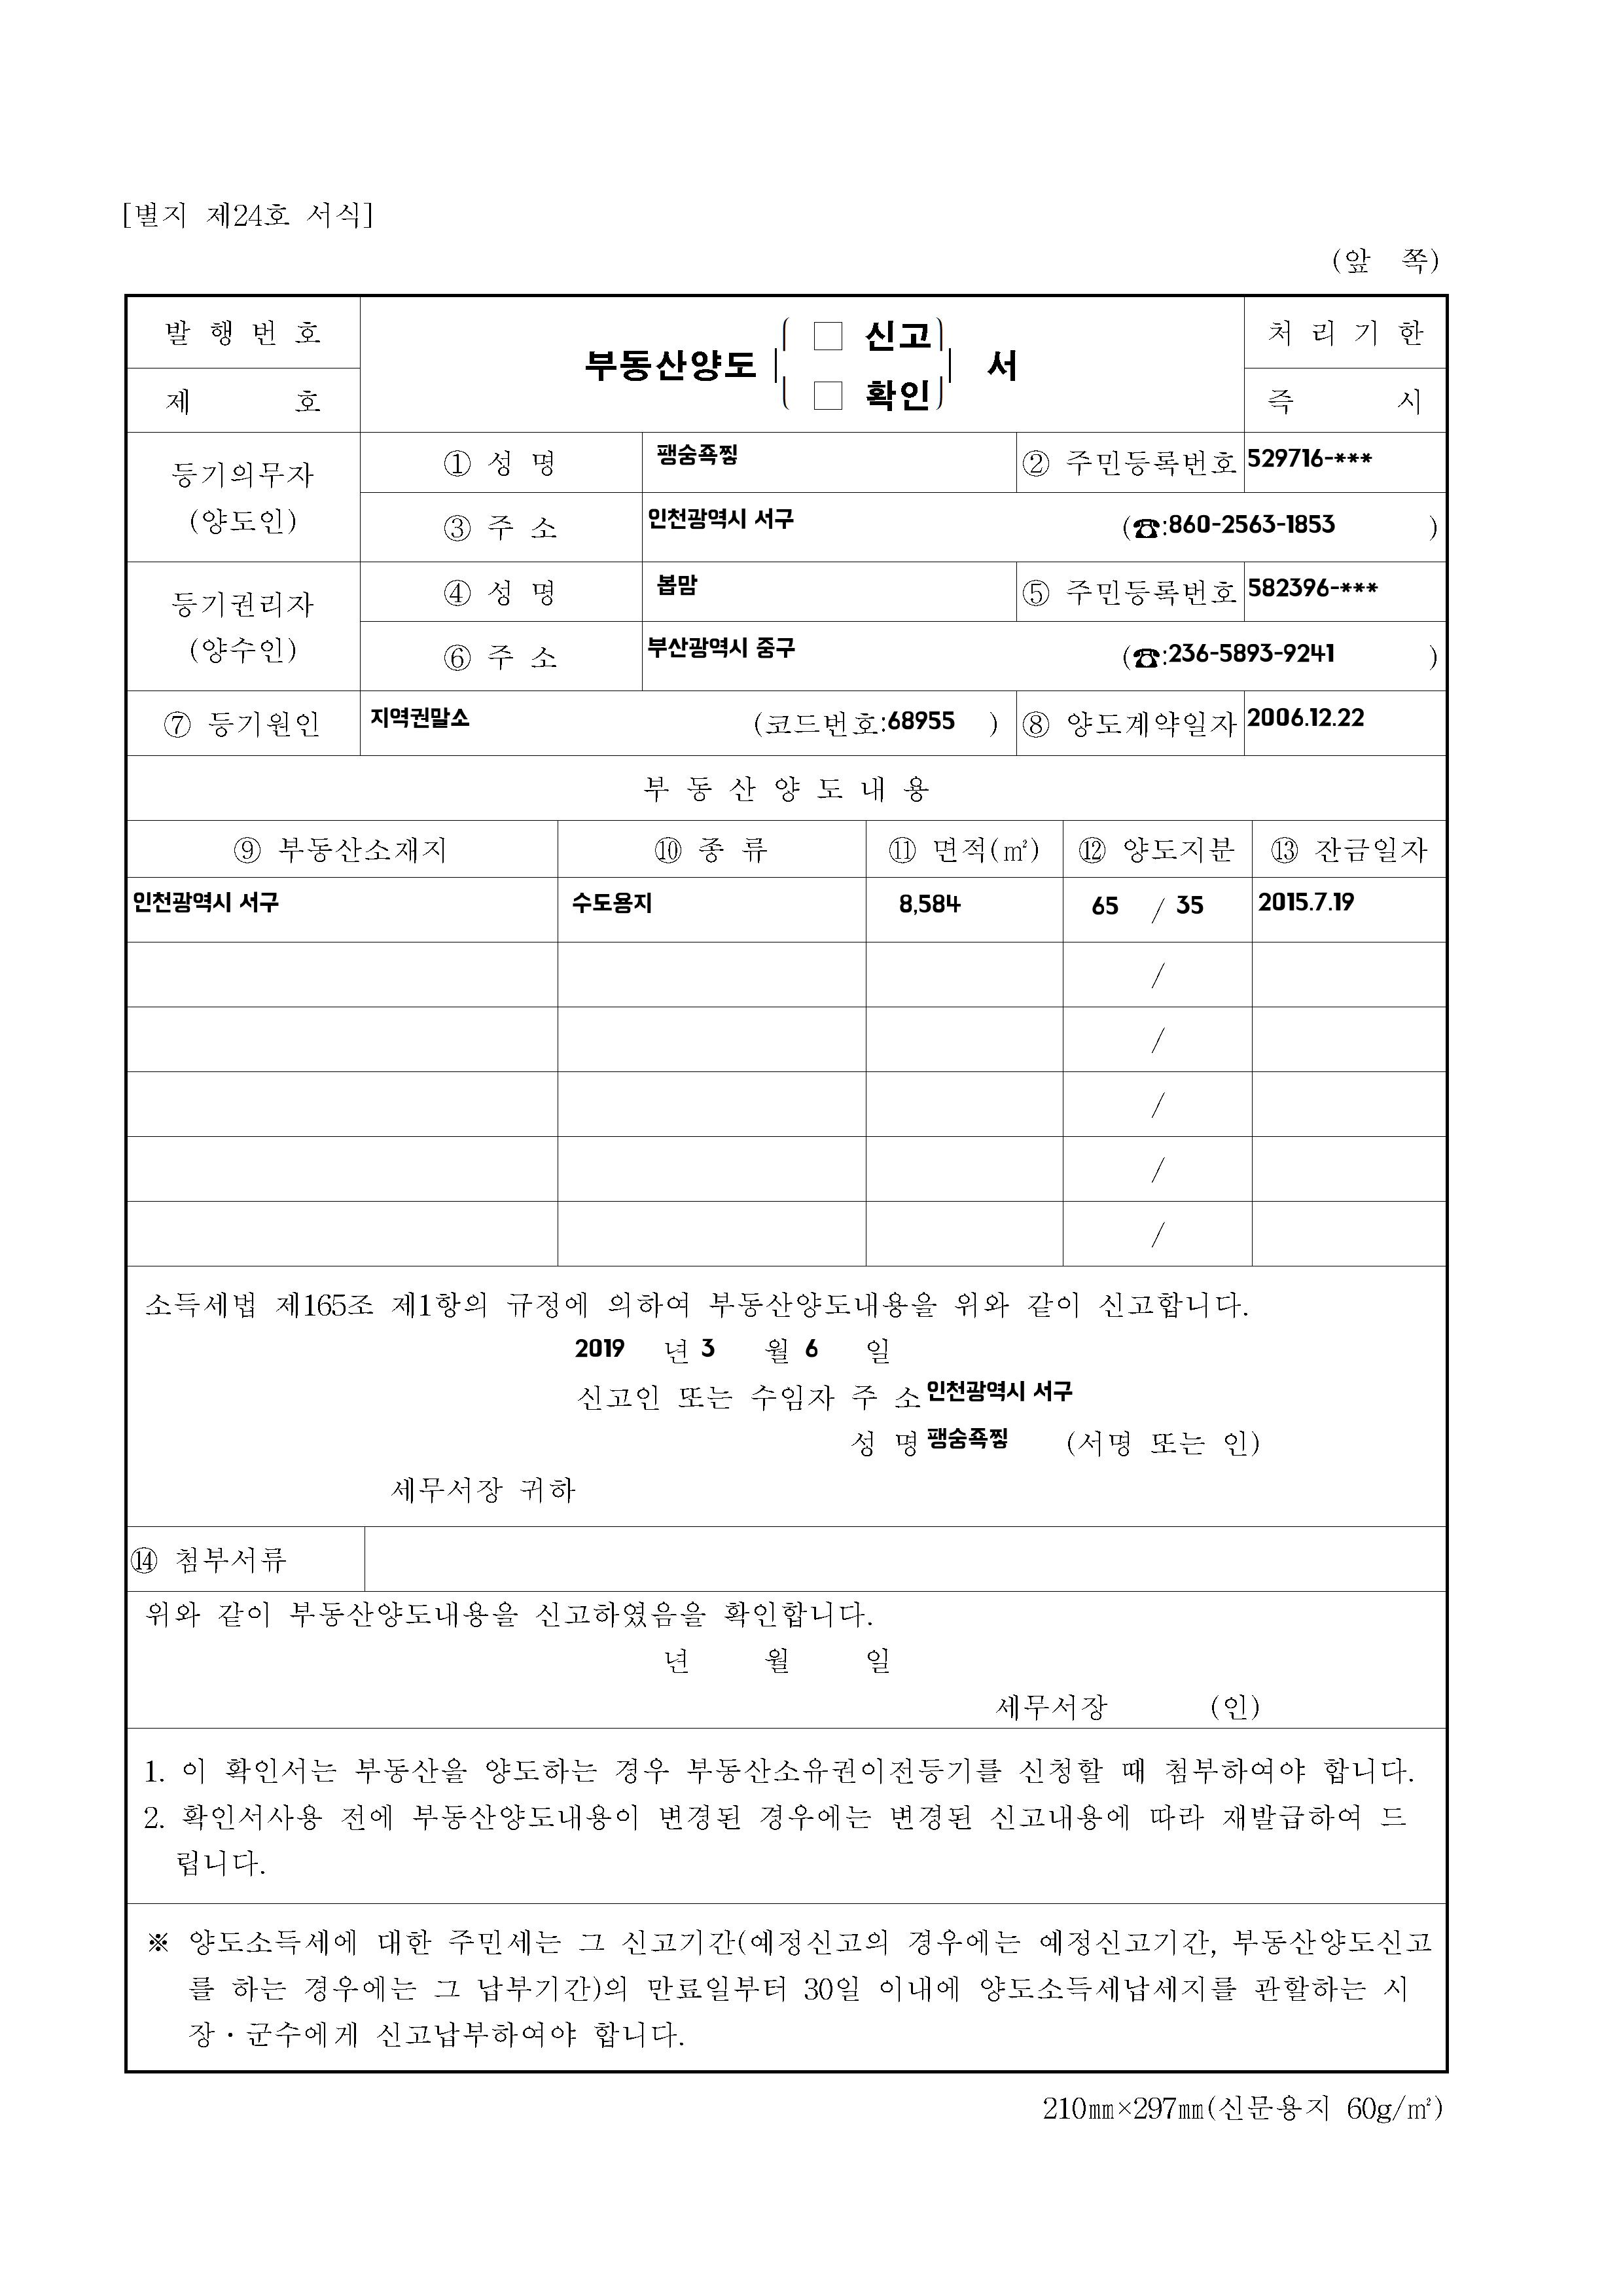 [별지 제24호 서식]
(앞 쪽)
발 행 번 호
제 호
부동산양도 □ 신고 □ 확인 서
처 리 기 한
즉 시
등기의무자 (양도인)
① 성 명 팽숨죡찧 ② 주민등록번호 529716-***
③ 주 소 인천광역시 서구 (☎:860-2563-1853 )
등기권리자 (양수인)
④ 성 명 봅맘 ⑤ 주민등록번호 582396-***
⑥ 주 소 부산광역시 중구 (☎:236-5893-9241 )
⑦ 등기원인 지역권말소 (코드번호:68955 ) ⑧ 양도계약일자 2006.12.22
부 동 산 양 도 내 용
⑨ 부동산소재지 ⑩ 종 류 ⑪ 면적(㎡) ⑫ 양도지분 ⑬ 잔금일자
인천광역시 서구 수도용지 8,584 65 / 35 2015.7.19
/
/
/
/
/
소득세법 제165조 제1항의 규정에 의하여 부동산양도내용을 위와 같이 신고합니다.
2019 년 3 월 6 일
신고인 또는 수임자 주 소 인천광역시 서구
성 명 팽숨죡찧 (서명 또는 인)
세무서장 귀하
⑭ 첨부서류
위와 같이 부동산양도내용을 신고하였음을 확인합니다.
년 월 일
세무서장 (인)
1. 이 확인서는 부동산을 양도하는 경우 부동산소유권이전등기를 신청할 때 첨부하여야 합니다.
2. 확인서사용 전에 부동산양도내용이 변경된 경우에는 변경된 신고내용에 따라 재발급하여 드
립니다.
※ 양도소득세에 대한 주민세는 그 신고기간(예정신고의 경우에는 예정신고기간, 부동산양도신고
를 하는 경우에는 그 납부기간)의 만료일부터 30일 이내에 양도소득세납세지를 관할하는 시
장·군수에게 신고납부하여야 합니다.
210㎜×297㎜(신문용지 60g/㎡)